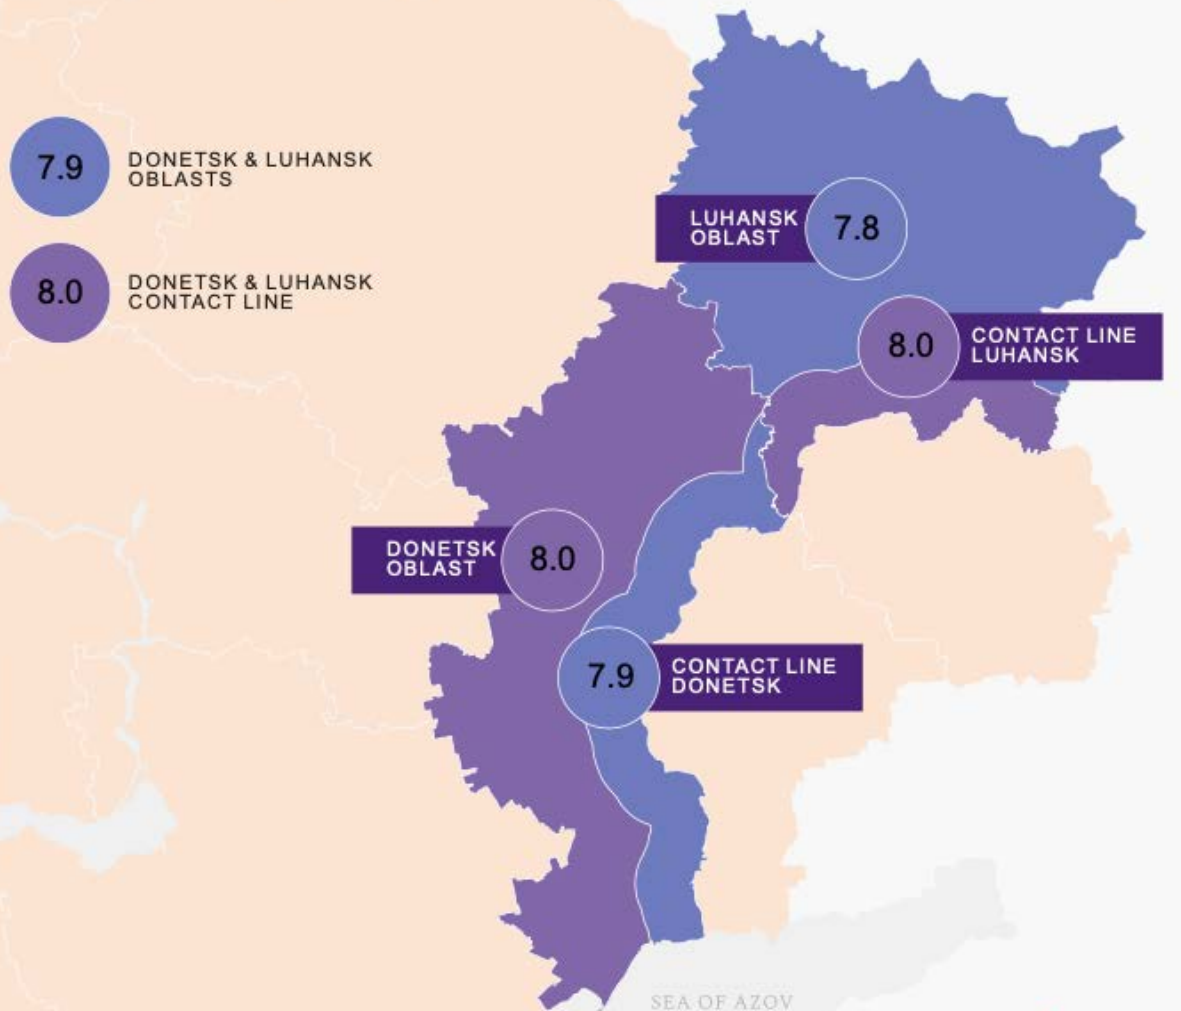 7.9
DONETSK & LUHANSK
OBLASTS
8.0
DONETSK & LUHANSK
CONTACT LINE
LUHANSK
OBLAST
7.8
8.0
CONTACT LINE
LUHANSK
DONETSK
OBLAST
8.0
7.9
CONTACT LINE
DONETSK
SEA OF AZOV